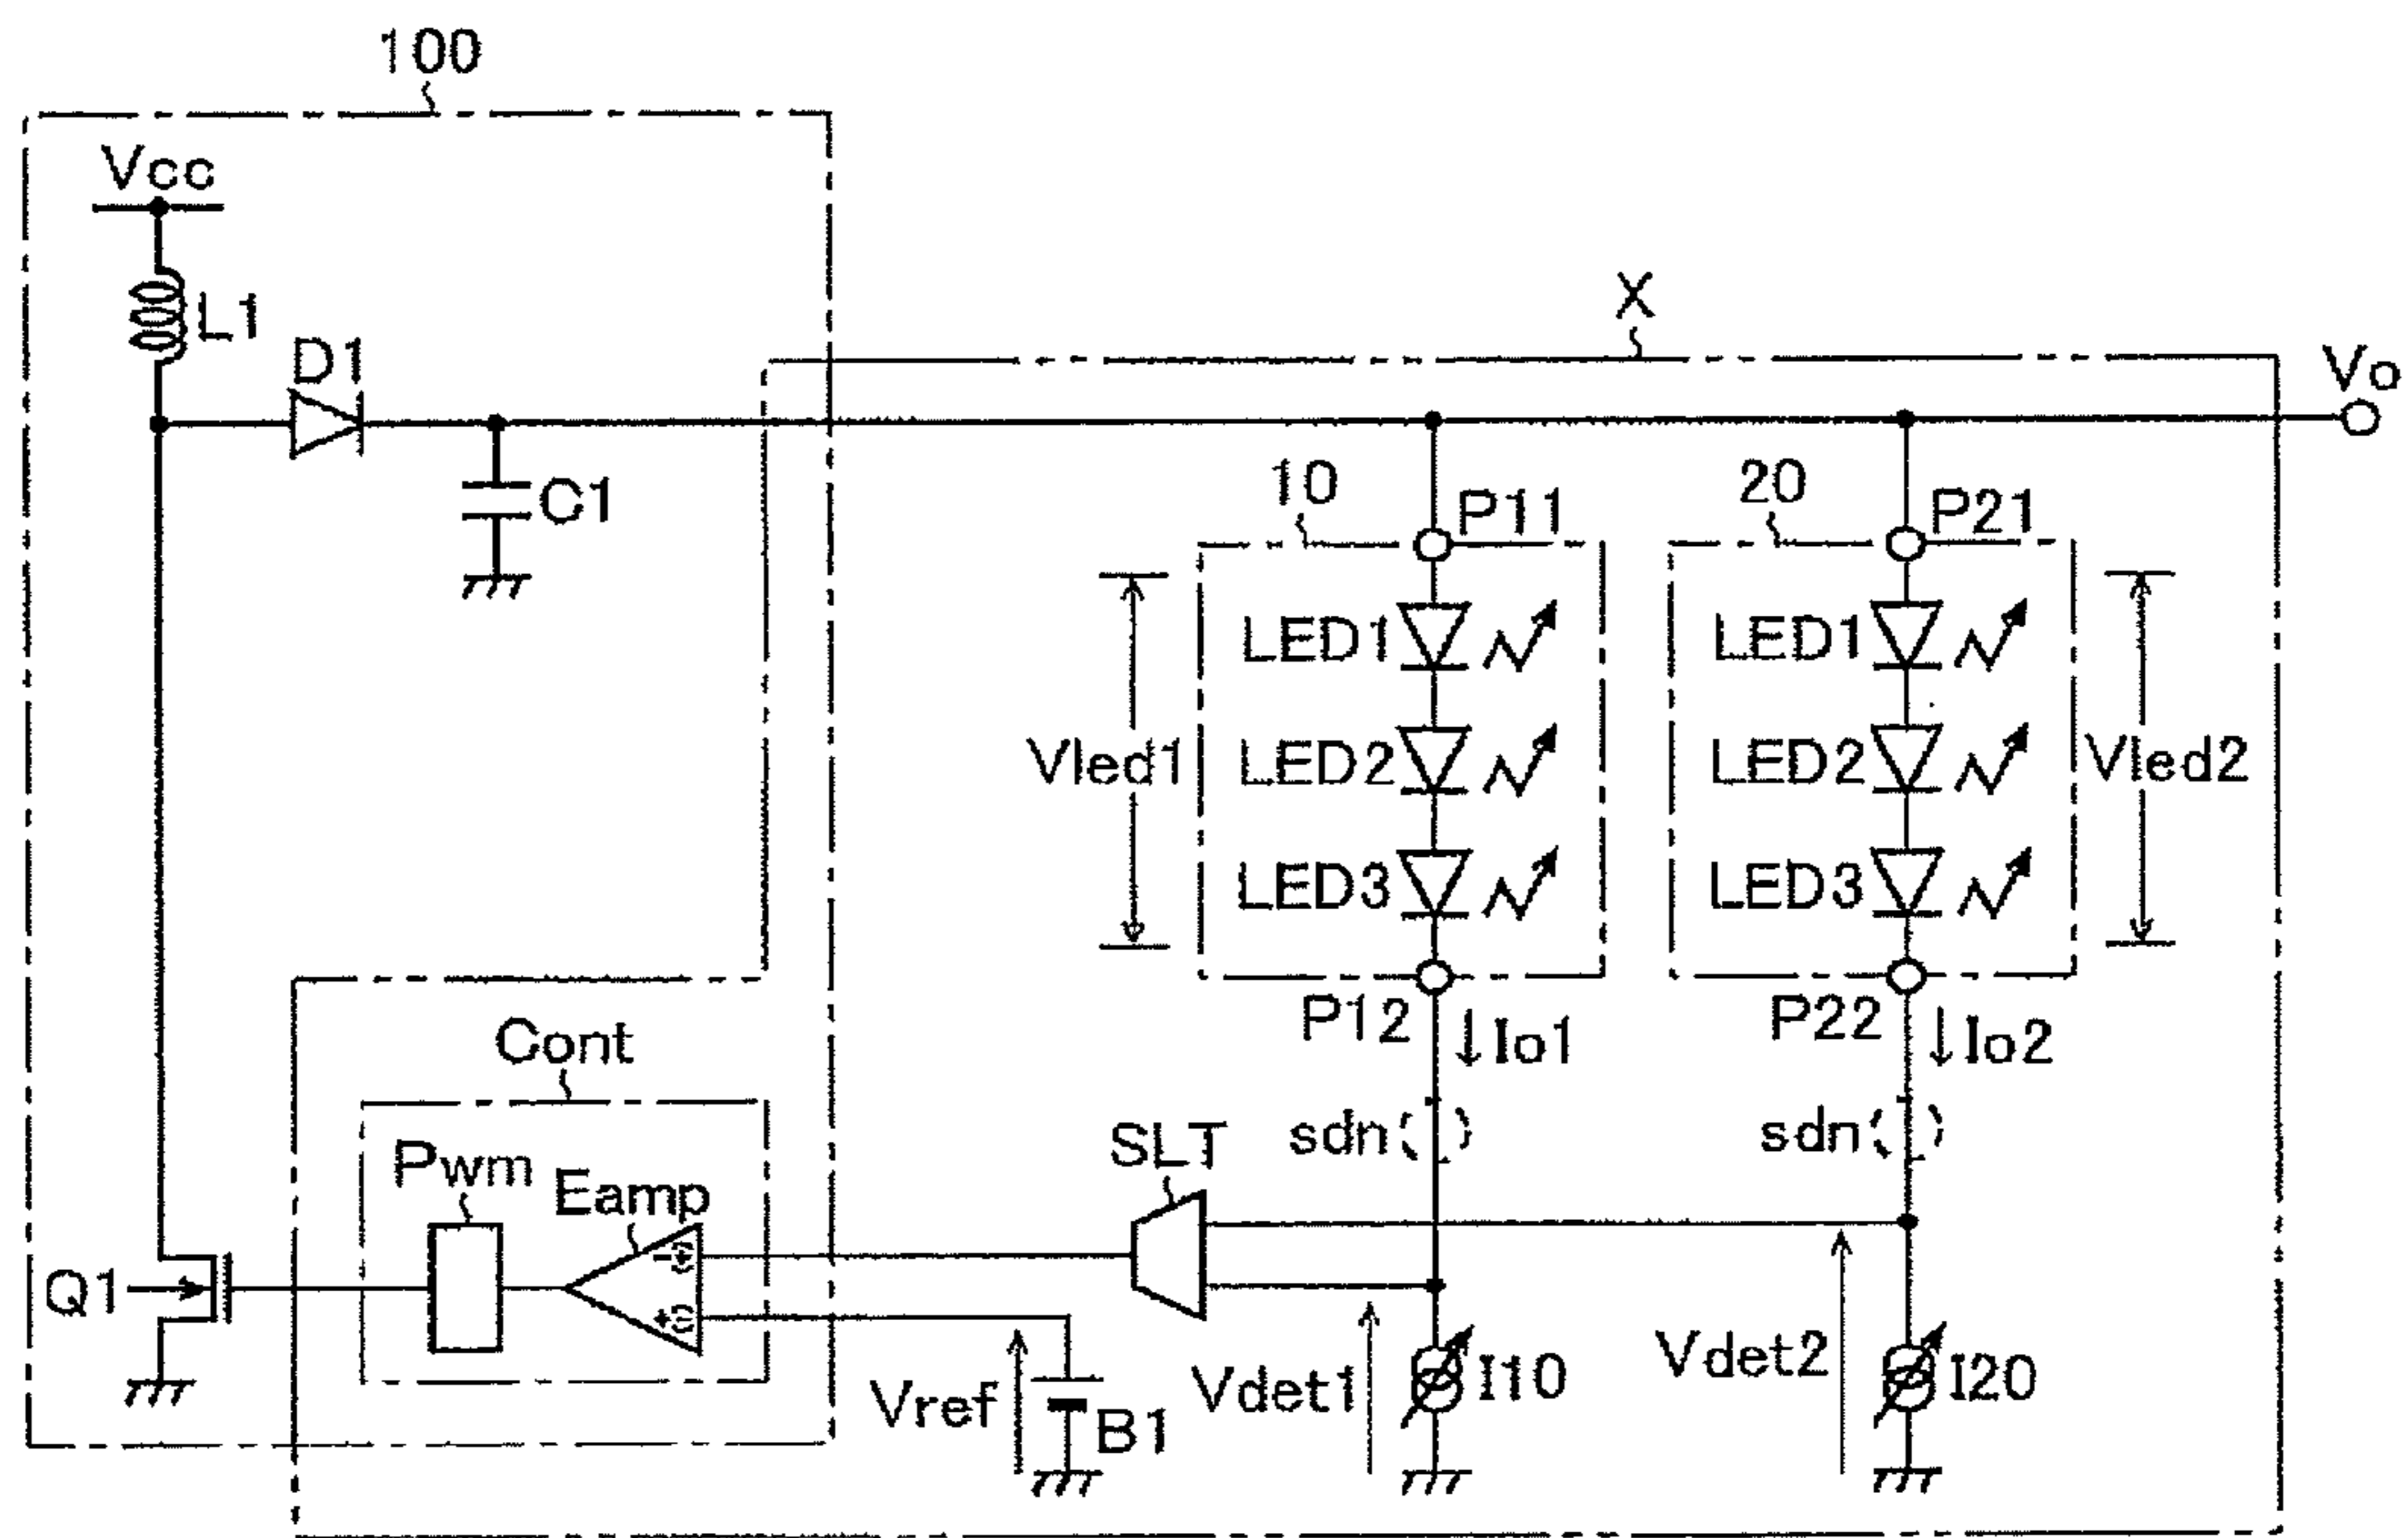 100
Vcc
L1
D1
C1
X
Vo
10
P11
20
P21
LED1
LED1
Vled1
LED2
LED2
Vled2
LED3
LED3
P12
Io1
P22
Io2
Cont
sdn
sdn
SLT
Pwm
Eamp
-(+)
+(-)
Q1
Vref
B1
Vdet1
I10
Vdet2
I20